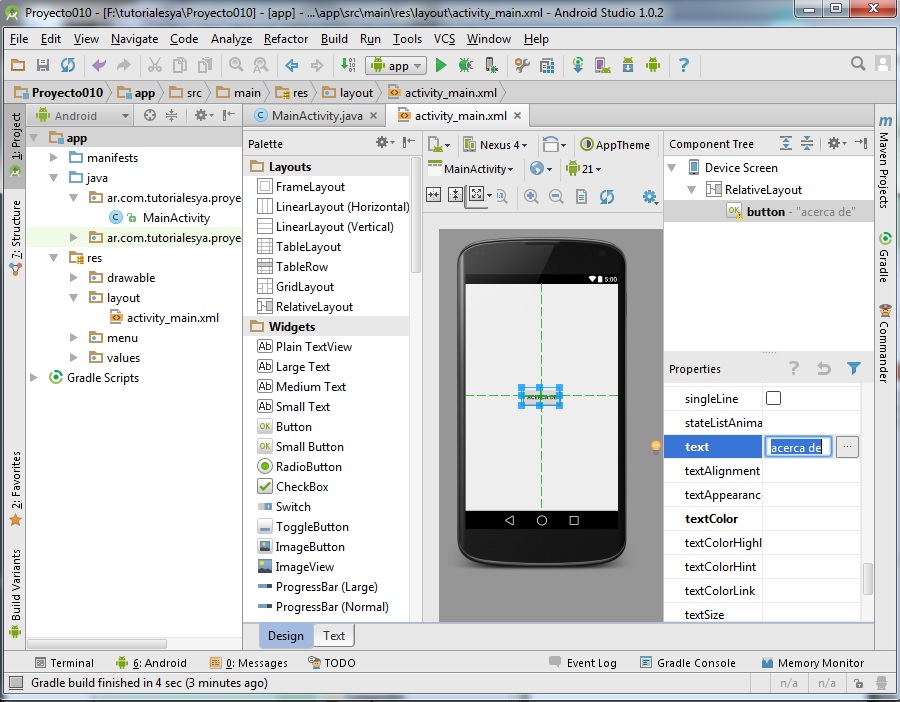 Proyecto010 - [F:\tutorialesya\Proyecto010] - [app] - ...\app\src\main\res\layout\activity_main.xml - Android Studio 1.0.2
File Edit View Navigate Code Analyze Refactor Build Run Tools VCS Window Help
app
Proyecto010 app src main res layout activity_main.xml
1: Project
7: Structure
2: Favorites
Build Variants
Android
app
manifests
java
ar.com.tutorialesya.proye
MainActivity
ar.com.tutorialesya.proye
res
drawable
layout
activity_main.xml
menu
values
Gradle Scripts
MainActivity.java activity_main.xml
Palette
Layouts
FrameLayout
LinearLayout (Horizontal)
LinearLayout (Vertical)
TableLayout
TableRow
GridLayout
RelativeLayout
Widgets
Ab Plain TextView
Ab Large Text
Ab Medium Text
Ab Small Text
OK Button
OK Small Button
RadioButton
CheckBox
Switch
ToggleButton
ImageButton
ImageView
ProgressBar (Large)
ProgressBar (Normal)
Design Text
Nexus 4 AppTheme
MainActivity 21
5:00
ACERCA DE
Component Tree
Device Screen
RelativeLayout
OK button - "acerca de"
Properties
singleLine
stateListAnima
text acerca de ...
textAlignment
textAppearanc
textColor
textColorHighl
textColorHint
textColorLink
textSize
Maven Projects
Gradle
Commander
Terminal 6: Android 0: Messages TODO Event Log Gradle Console Memory Monitor
Gradle build finished in 4 sec (3 minutes ago) n/a n/a